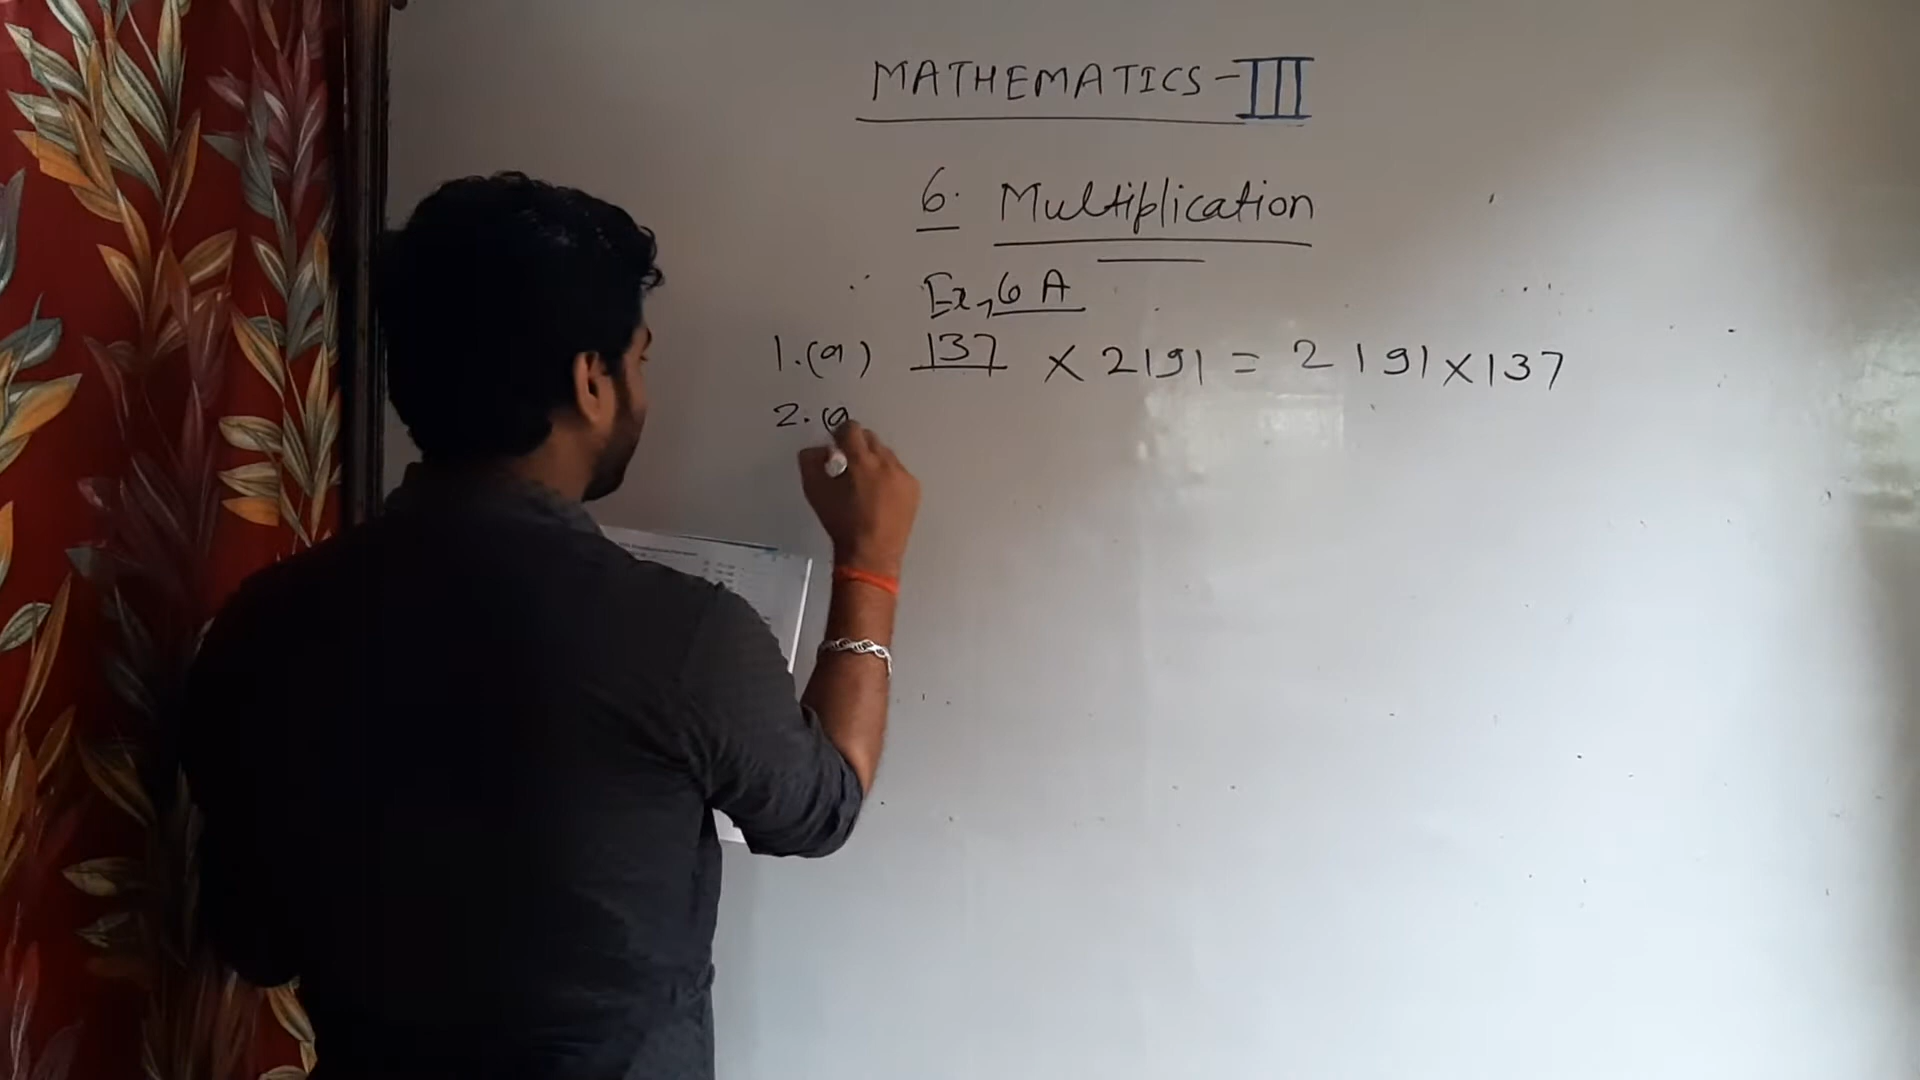 MATHEMATICS - III
6. Multiplication
Ex, 6 A
1. (a) 137 × 2191 = 2191 × 137
2. (a